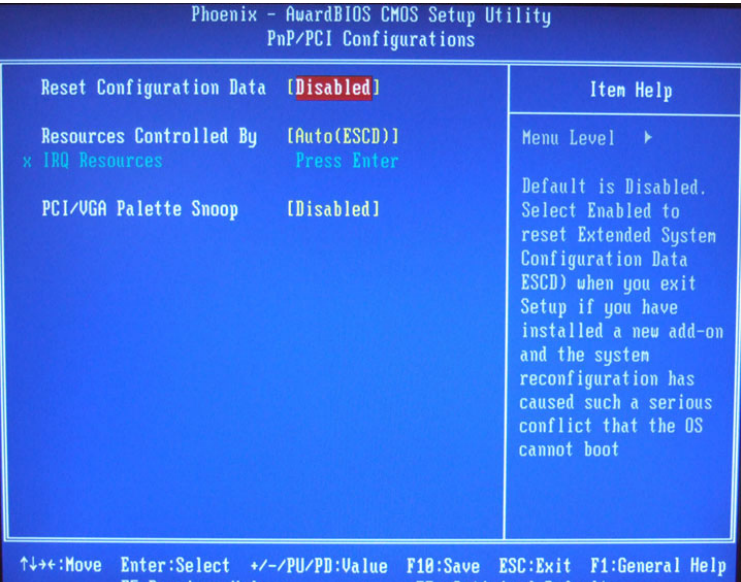 Phoenix - AwardBIOS CMOS Setup Utility
PnP/PCI Configurations
Reset Configuration Data [Disabled]
Resources Controlled By [Auto(ESCD)]
x IRQ Resources Press Enter
PCI/VGA Palette Snoop [Disabled]
Item Help
Menu Level ▸
Default is Disabled.
Select Enabled to
reset Extended System
Configuration Data
ESCD) when you exit
Setup if you have
installed a new add-on
and the system
reconfiguration has
caused such a serious
conflict that the OS
cannot boot
↑↓→←:Move Enter:Select +/-/PU/PD:Value F10:Save ESC:Exit F1:General Help